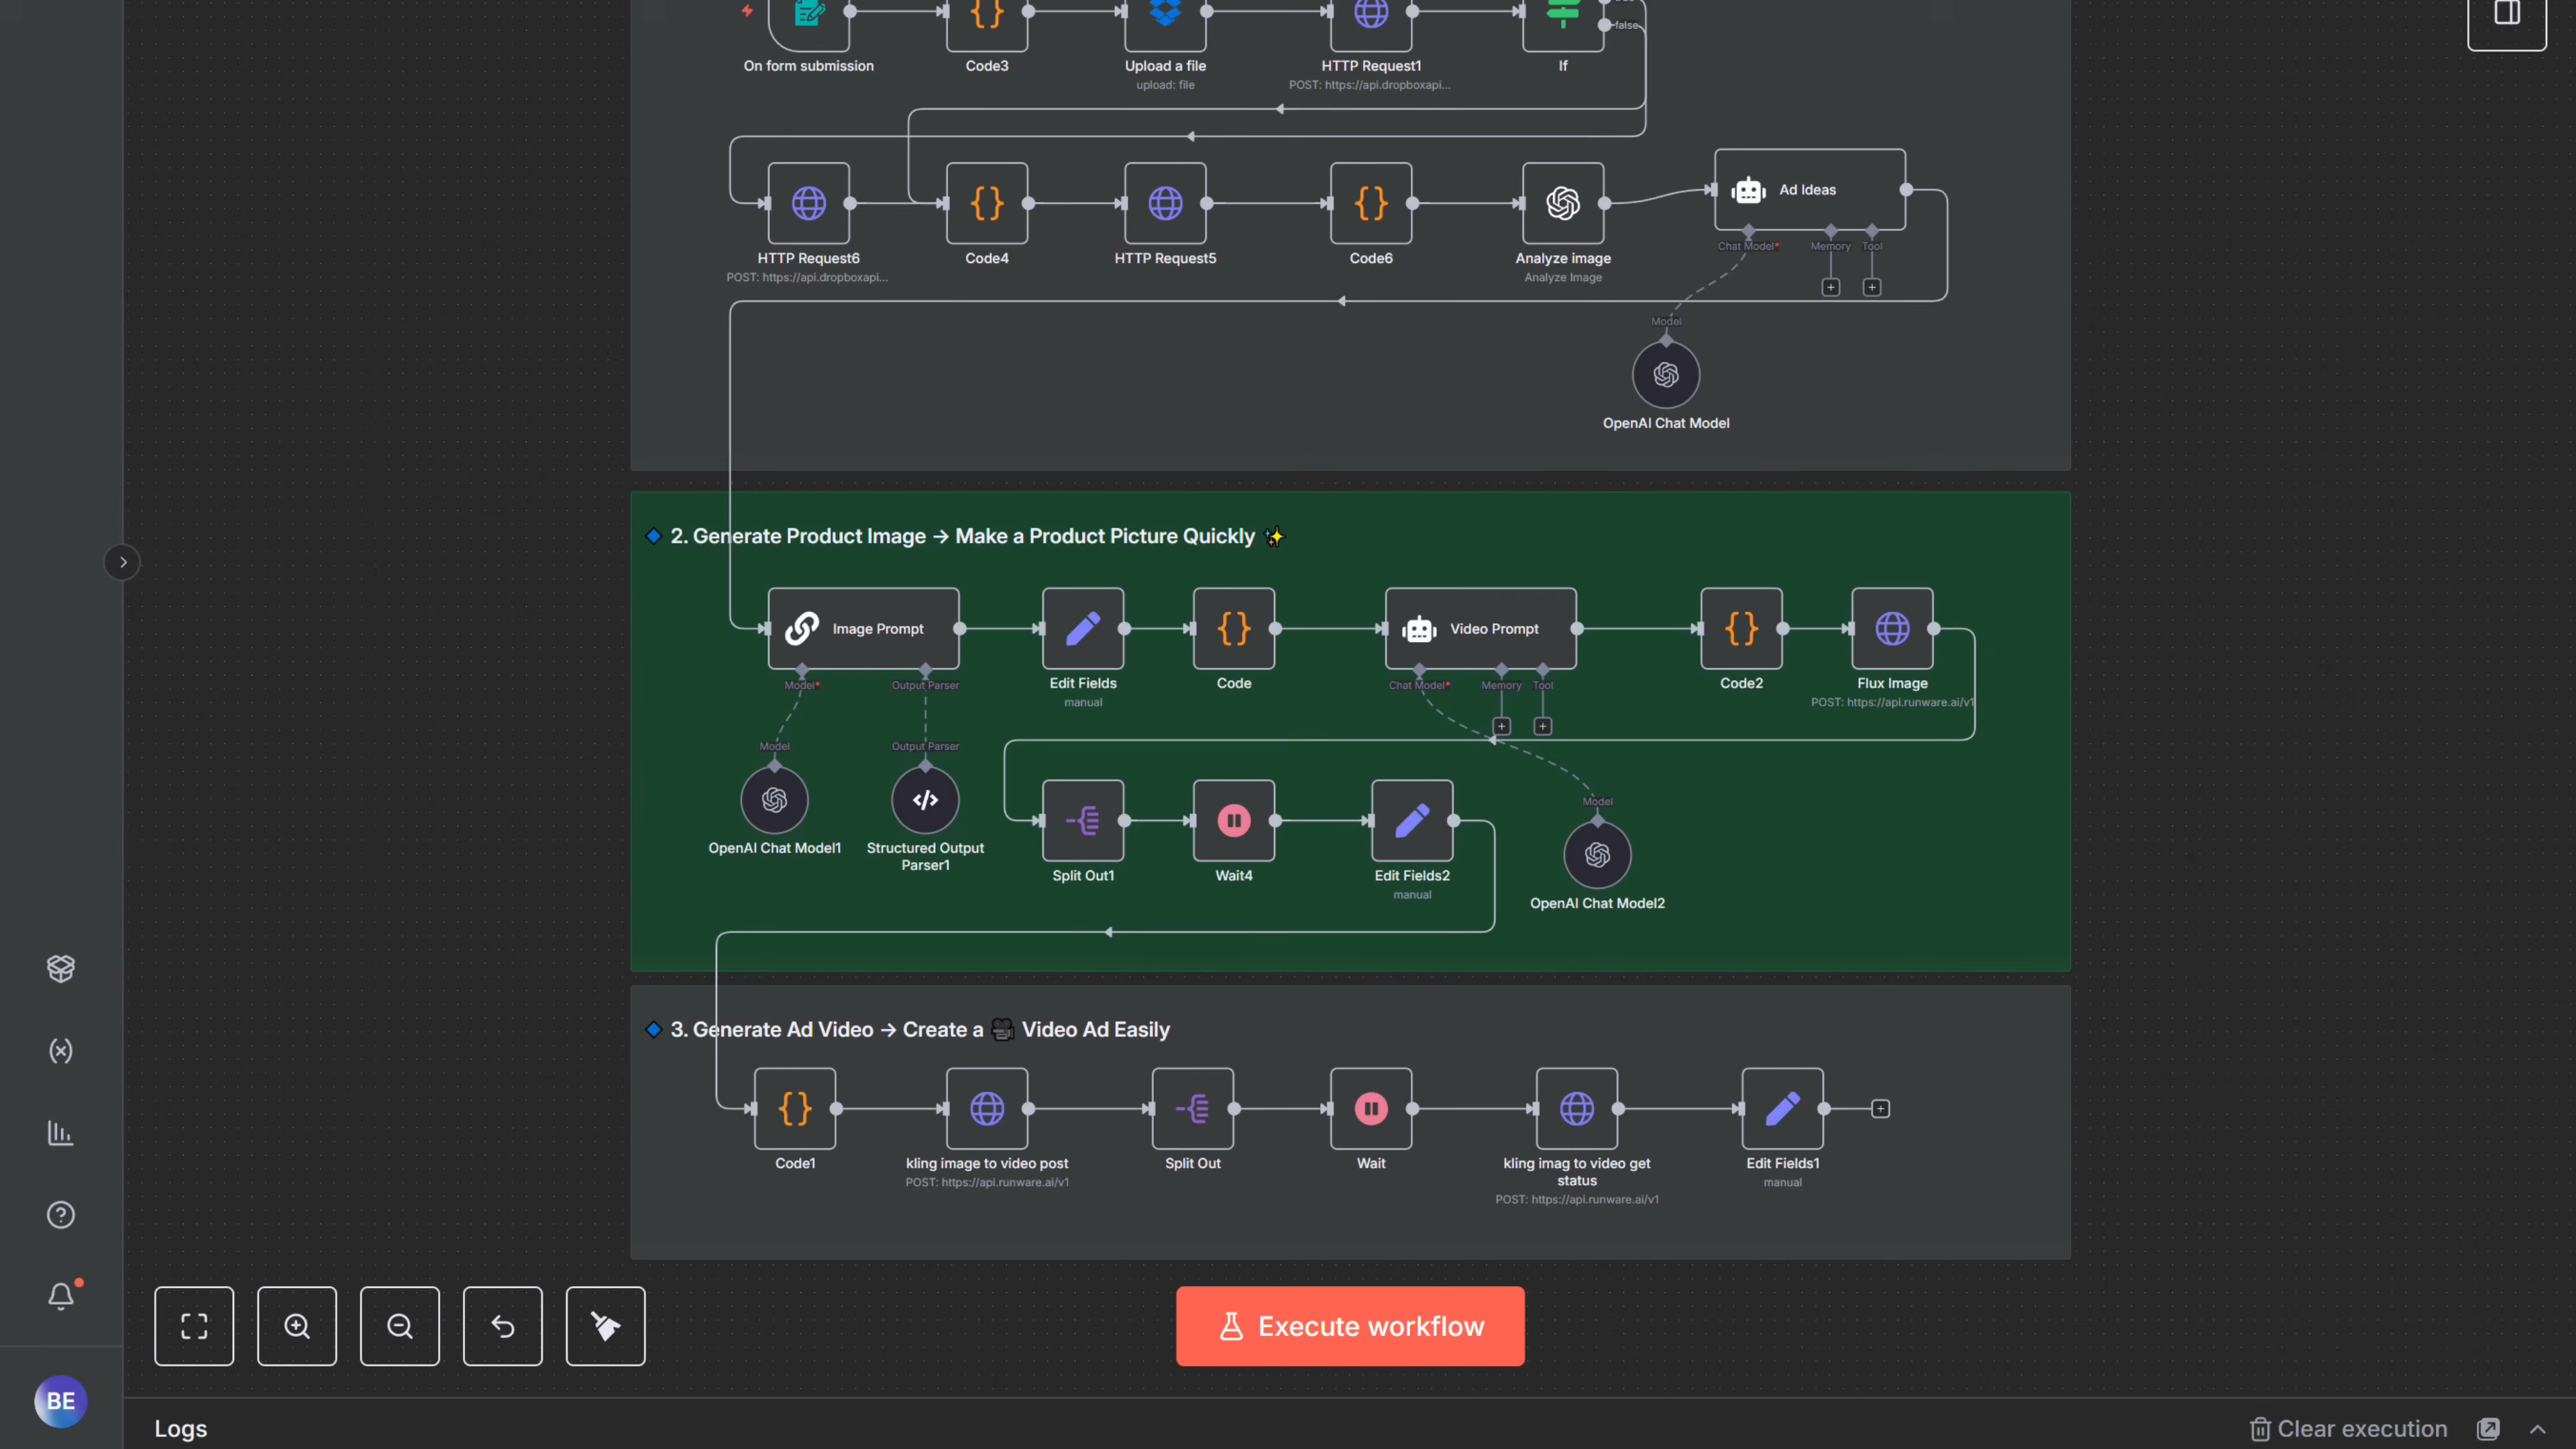 false
On form submission
Code3
Upload a file
upload: file
HTTP Request1
POST: https://api.dropboxapi...
If
Ad Ideas
Chat Model*
Memory
Tool
HTTP Request6
POST: https://api.dropboxapi...
Code4
HTTP Request5
Code6
Analyze image
Analyze Image
Model
OpenAI Chat Model
2. Generate Product Image → Make a Product Picture Quickly ✨
Image Prompt
Video Prompt
Model*
Output Parser
Edit Fields
manual
Code
Chat Model*
Memory
Tool
Code2
Flux Image
POST: https://api.runware.ai/v1
Model
Output Parser
Model
OpenAI Chat Model1
Structured Output
Parser1
Split Out1
Wait4
Edit Fields2
manual
OpenAI Chat Model2
3. Generate Ad Video → Create a 🎥 Video Ad Easily
Code1
kling image to video post
POST: https://api.runware.ai/v1
Split Out
Wait
kling imag to video get
status
POST: https://api.runware.ai/v1
Edit Fields1
manual
Execute workflow
BE
Logs
Clear execution